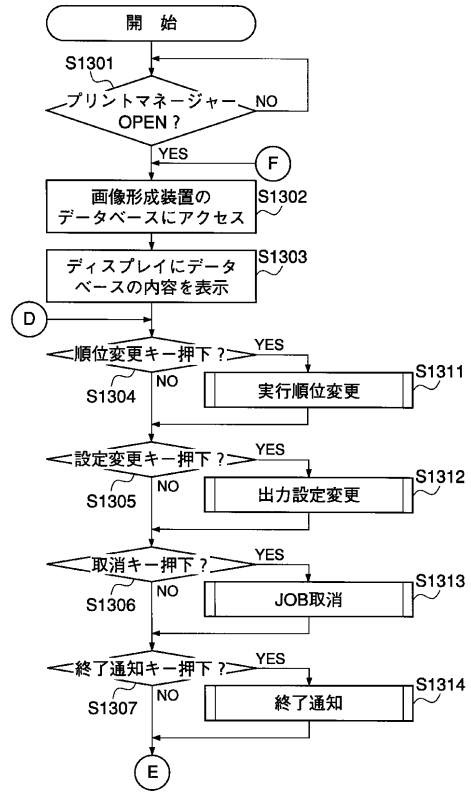 開 始
S1301
プリントマネージャー
OPEN？
NO
YES
F
画像形成装置の
データベースにアクセス
S1302
ディスプレイにデータ
ベースの内容を表示
S1303
D
順位変更キー押下？
YES
S1304
NO
実行順位変更
S1311
設定変更キー押下？
YES
S1305
NO
出力設定変更
S1312
取消キー押下？
YES
S1306
NO
JOB取消
S1313
終了通知キー押下？
YES
S1307
NO
終了通知
S1314
E